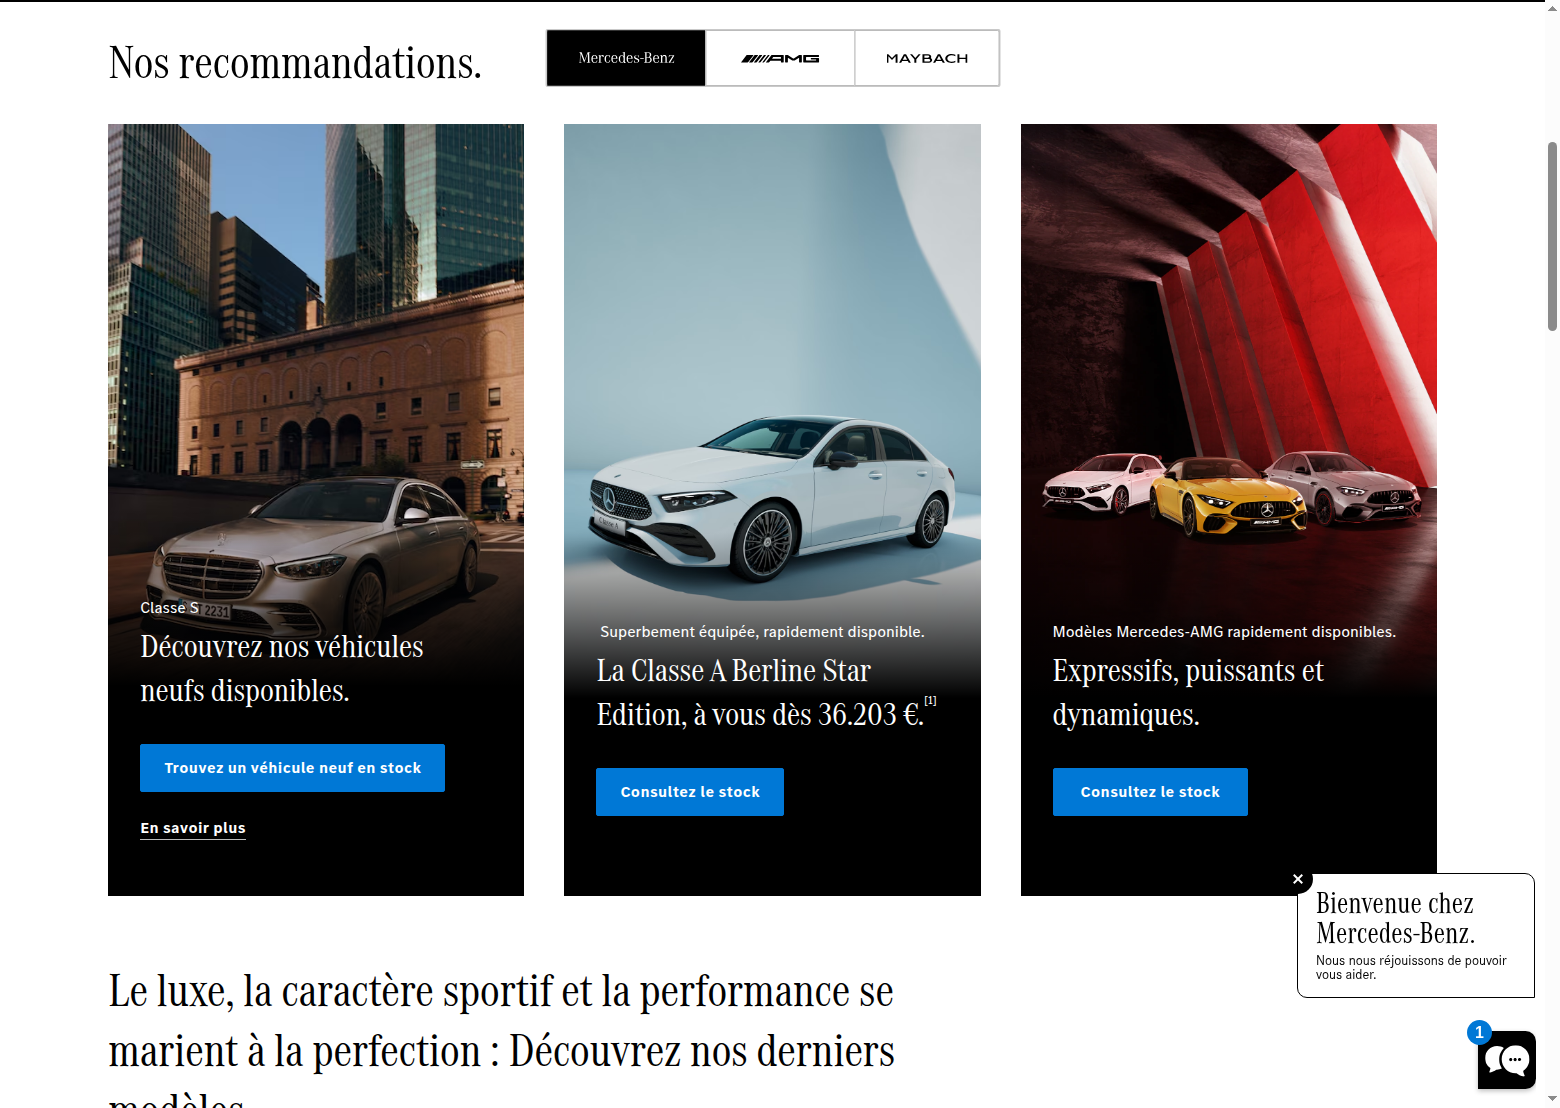 Nos recommandations.
Mercedes-Benz
AMG
MAYBACH
Classe S
2231
Découvrez nos véhicules
neufs disponibles.
Trouvez un véhicule neuf en stock
En savoir plus
Classe A
Superbement équipée, rapidement disponible.
La Classe A Berline Star
Edition, à vous dès 36.203 €.[1]
Consultez le stock
AMG
Modèles Mercedes-AMG rapidement disponibles.
Expressifs, puissants et
dynamiques.
Consultez le stock
Bienvenue chez
Mercedes-Benz.
Nous nous réjouissons de pouvoir
vous aider.
1
Le luxe, la caractère sportif et la performance se
marient à la perfection : Découvrez nos derniers
modèles